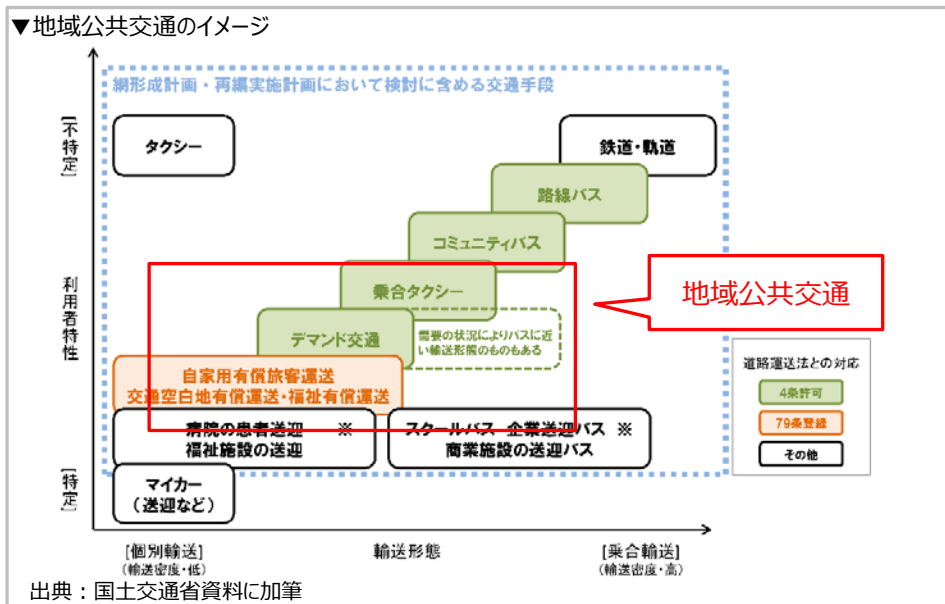 ▼地域公共交通のイメージ
網形成計画・再編実施計画において検討に含める交通手段
[不特定]
タクシー
鉄道・軌道
路線バス
コミュニティバス
乗合タクシー
地域公共交通
利用者特性
デマンド交通
需要の状況によりバスに近
い輸送形態のものもある
自家用有償旅客運送
交通空白地有償運送・福祉有償運送
病院の患者送迎 ※
福祉施設の送迎
スクールバス 企業送迎バス ※
商業施設の送迎バス
道路運送法との対応
4条許可
79条登録
その他
[特定]
マイカー
(送迎など)
[個別輸送]
(輸送密度・低)
輸送形態
[乗合輸送]
(輸送密度・高)
出典：国土交通省資料に加筆